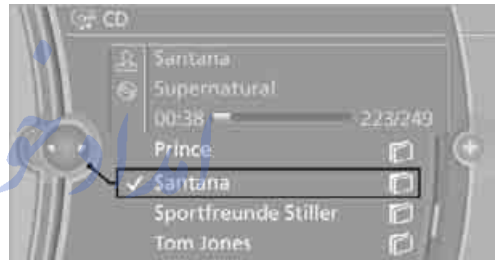 CD
Santana
Supernatural
00:38 223/249
Prince
Santana
Sportfreunde Stiller
Tom Jones